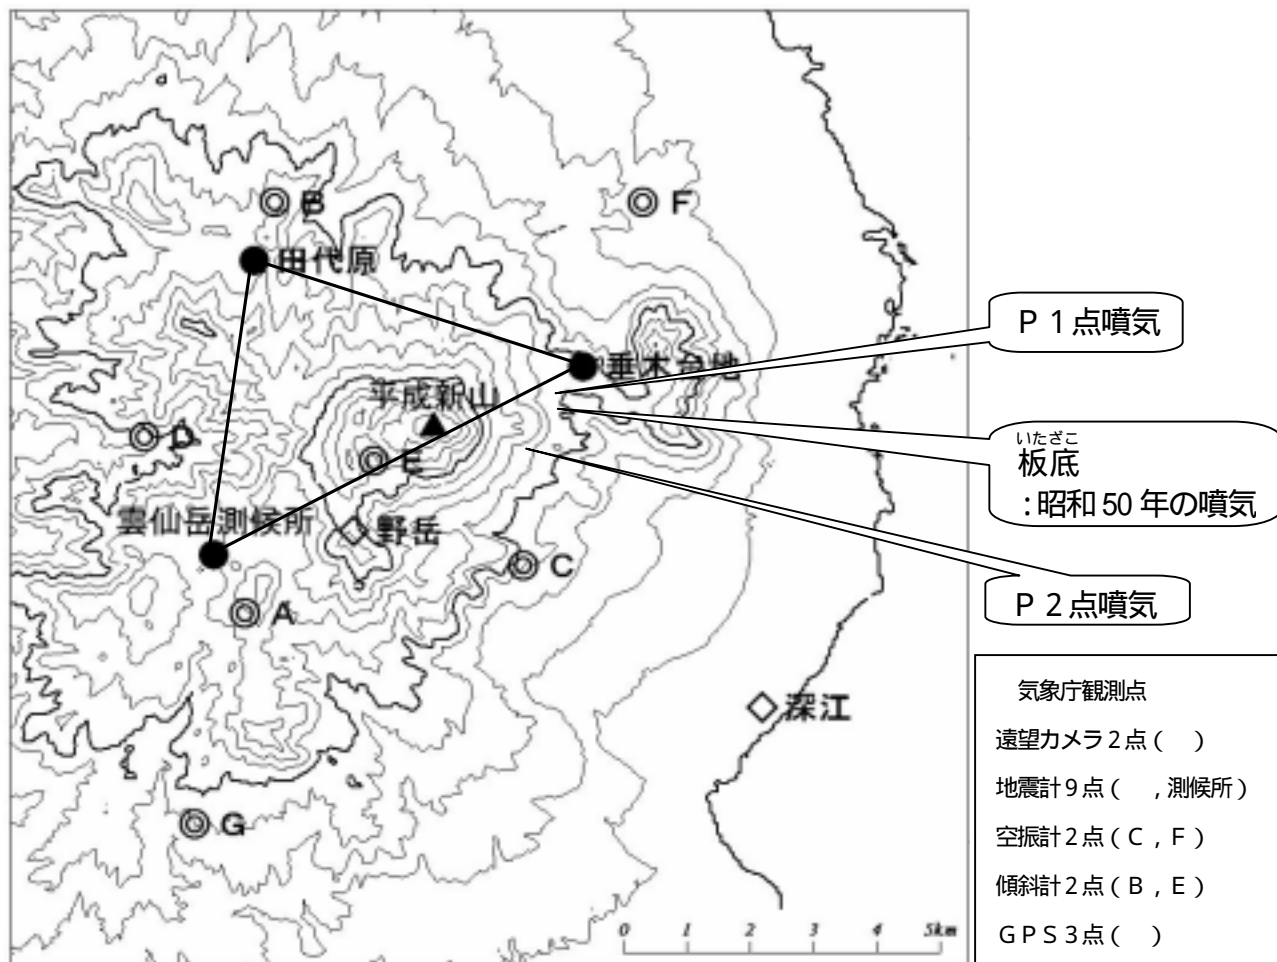 B
F
田代原
P1点噴気
垂木台地
平成新山
D
E
いたざこ
板底
:昭和50年の噴気
雲仙岳測候所
野岳
C
P2点噴気
A
気象庁観測点
深江
遠望カメラ2点( )
地震計9点( ,測候所)
G
空振計2点(C,F)
傾斜計2点(B,E)
GPS3点( )
0 1 2 3 4 5km